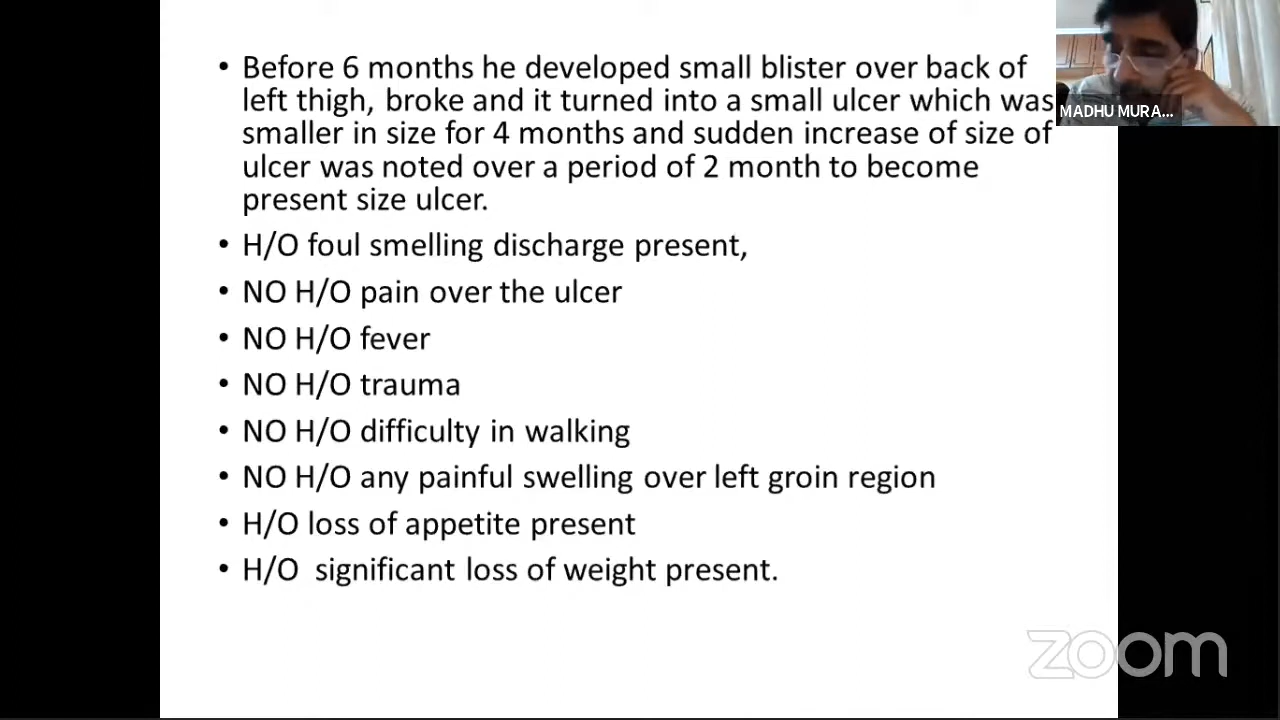 • Before 6 months he developed small blister over back of
left thigh, broke and it turned into a small ulcer which was
smaller in size for 4 months and sudden increase of size of
ulcer was noted over a period of 2 month to become
present size ulcer.
• H/O foul smelling discharge present,
• NO H/O pain over the ulcer
• NO H/O fever
• NO H/O trauma
• NO H/O difficulty in walking
• NO H/O any painful swelling over left groin region
• H/O loss of appetite present
• H/O  significant loss of weight present.
MADHU MURA...
zoom